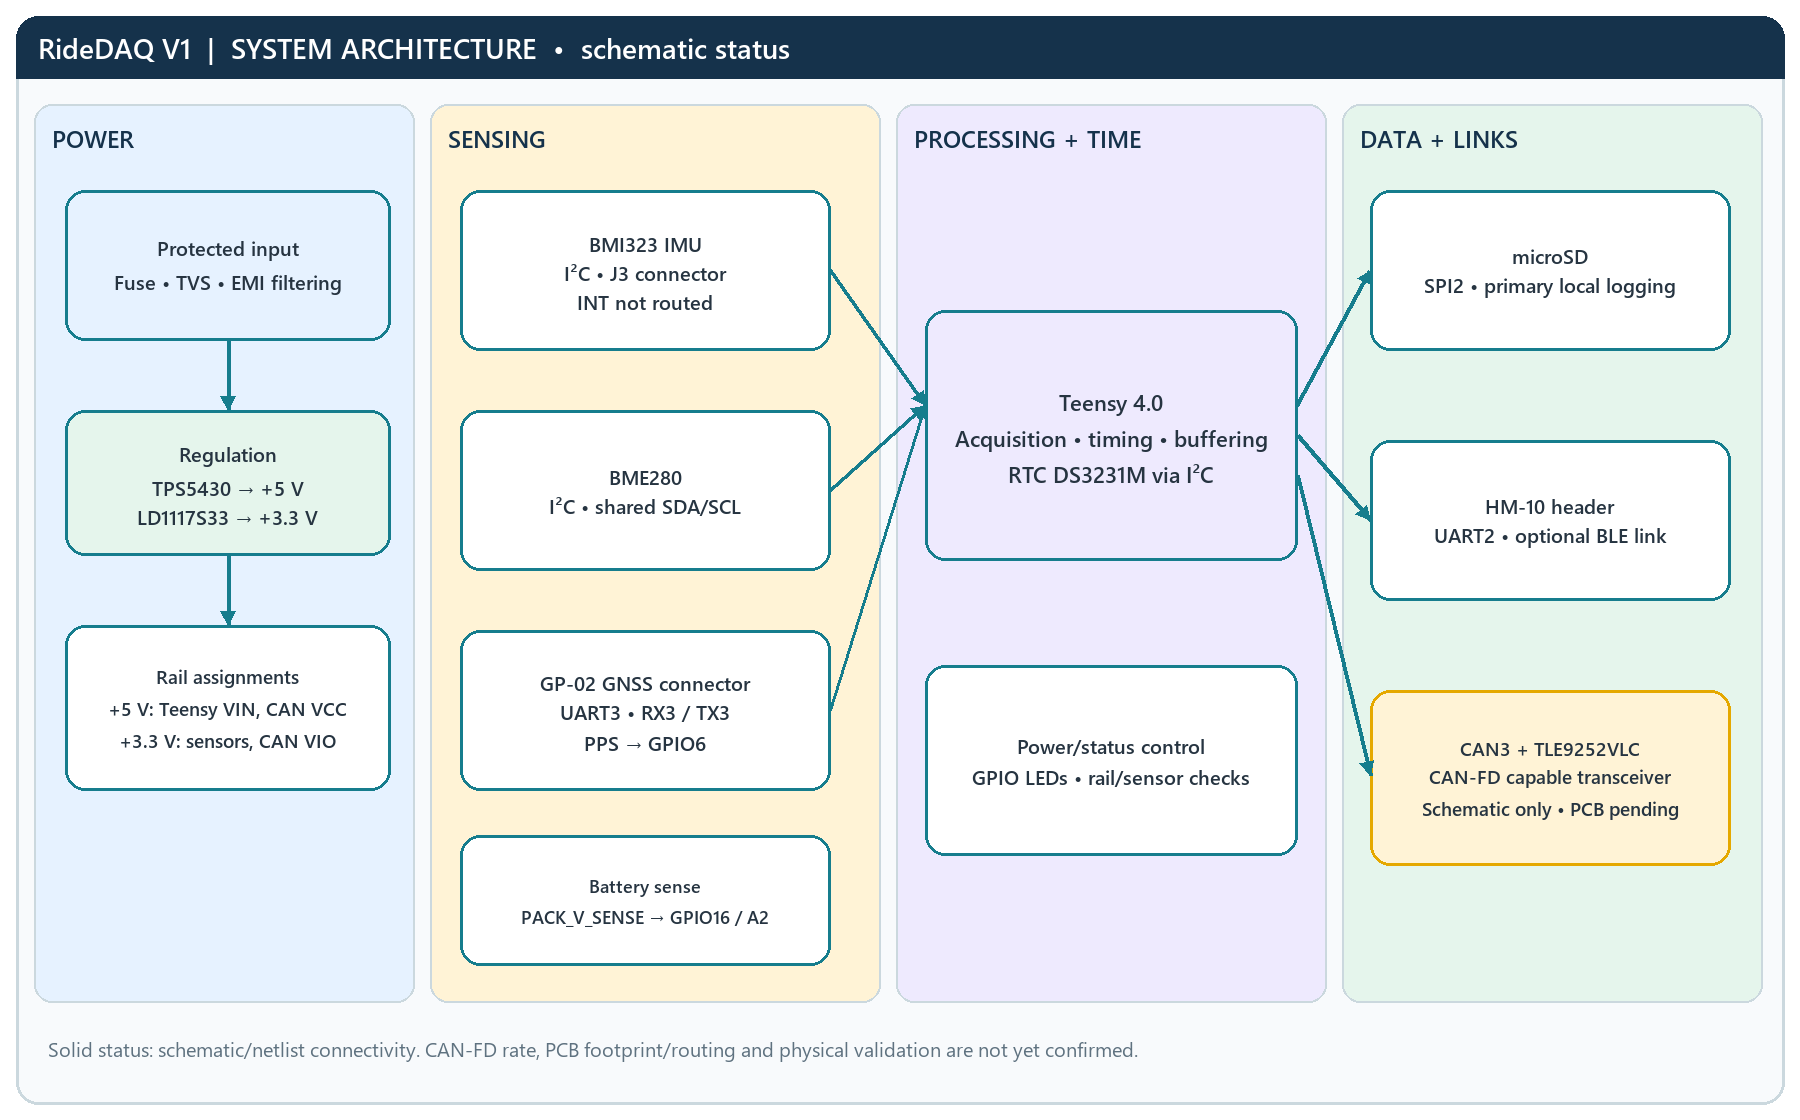 RideDAQ V1 | SYSTEM ARCHITECTURE • schematic status
POWER
Protected input
Fuse • TVS • EMI filtering
Regulation
TPS5430 → +5 V
LD1117S33 → +3.3 V
Rail assignments
+5 V: Teensy VIN, CAN VCC
+3.3 V: sensors, CAN VIO
SENSING
BMI323 IMU
I²C • J3 connector
INT not routed
BME280
I²C • shared SDA/SCL
GP-02 GNSS connector
UART3 • RX3 / TX3
PPS → GPIO6
Battery sense
PACK_V_SENSE → GPIO16 / A2
PROCESSING + TIME
Teensy 4.0
Acquisition • timing • buffering
RTC DS3231M via I²C
Power/status control
GPIO LEDs • rail/sensor checks
DATA + LINKS
microSD
SPI2 • primary local logging
HM-10 header
UART2 • optional BLE link
CAN3 + TLE9252VLC
CAN-FD capable transceiver
Schematic only • PCB pending
Solid status: schematic/netlist connectivity. CAN-FD rate, PCB footprint/routing and physical validation are not yet confirmed.